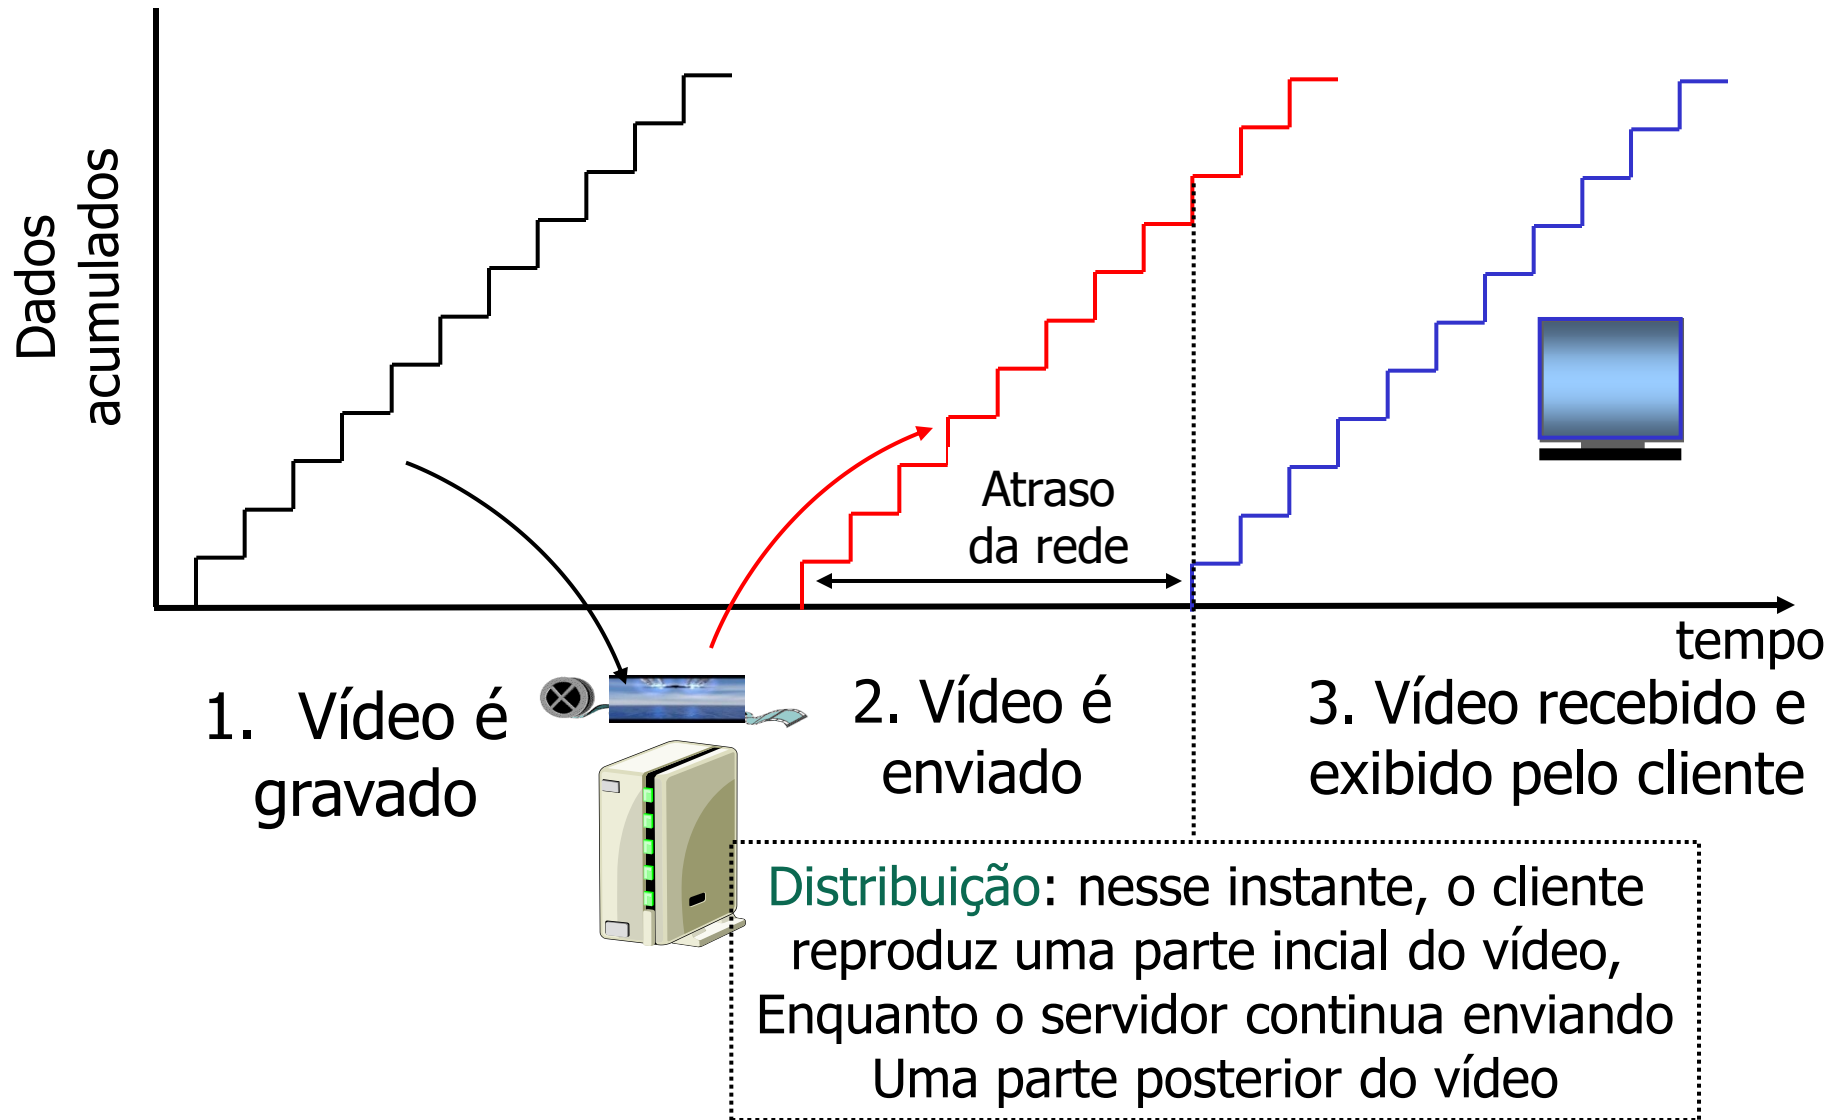 Dados
acumulados
Atraso
da rede
tempo
1. Vídeo é
gravado
2. Vídeo é
enviado
3. Vídeo recebido e
exibido pelo cliente
Distribuição: nesse instante, o cliente
reproduz uma parte incial do vídeo,
Enquanto o servidor continua enviando
Uma parte posterior do vídeo